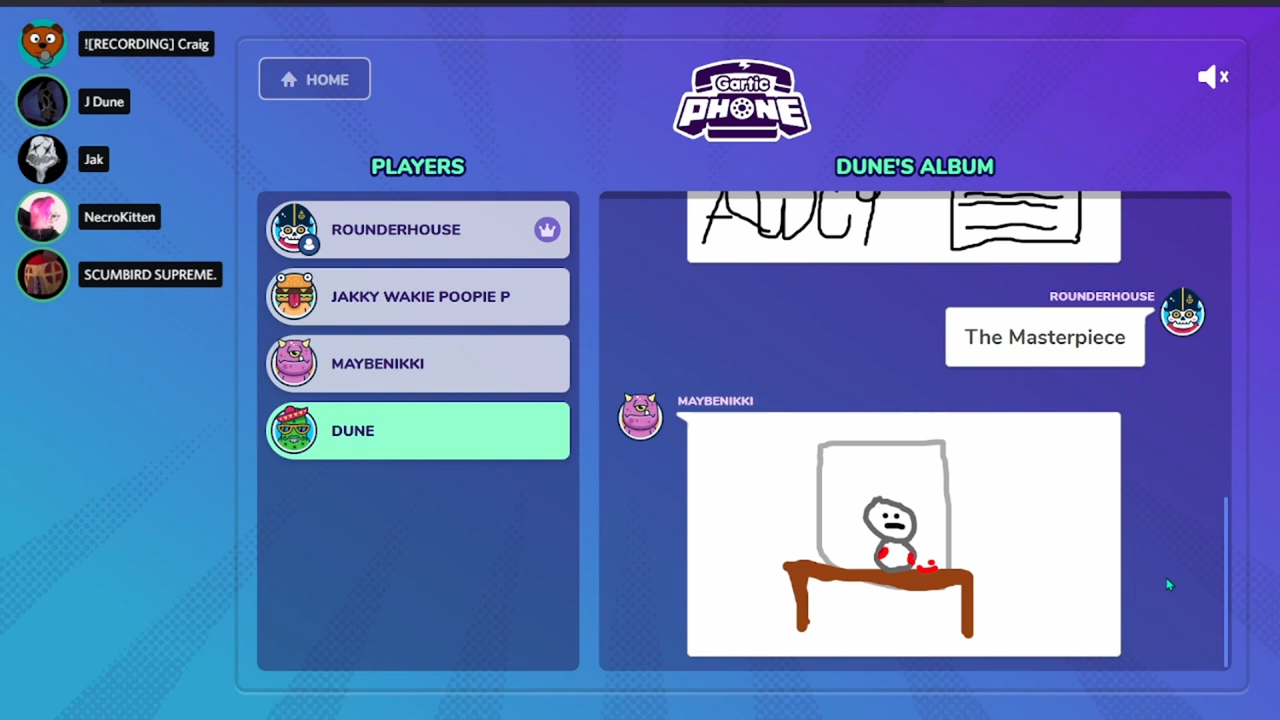 ![RECORDING] Craig
J Dune
Jak
NecroKitten
SCUMBIRD SUPREME.
HOME
Gartic
PHONE
PLAYERS
ROUNDERHOUSE
JAKKY WAKIE POOPIE P
MAYBENIKKI
DUNE
DUNE'S ALBUM
ROUNDERHOUSE
The Masterpiece
MAYBENIKKI